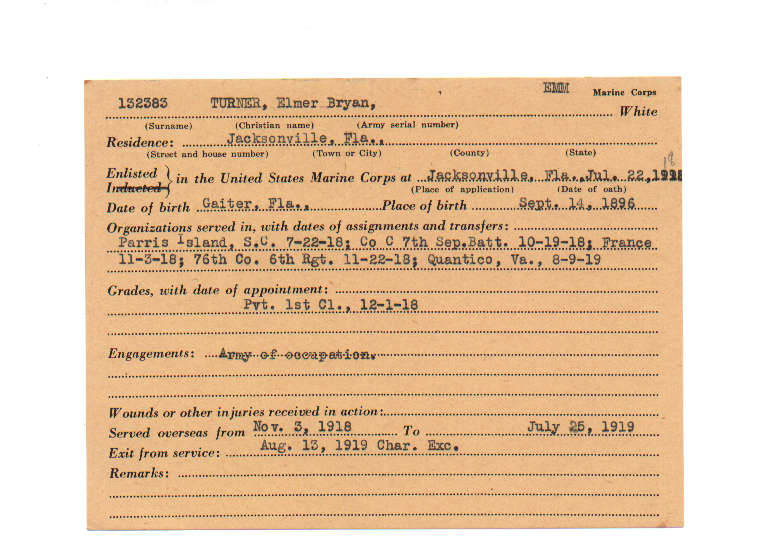 EMM Marine Corps
132383 TURNER, Elmer Bryan, White
(Surname) (Christian name) (Army serial number)
Residence: Jacksonville, Fla.,
(Street and house number) (Town or City) (County) (State)
Enlisted
Inducted } in the United States Marine Corps at Jacksonville, Fla., Jul. 22, 1918
(Place of application) (Date of oath)
Date of birth Gaiter, Fla., Place of birth Sept. 14, 1896
Organizations served in, with dates of assignments and transfers:
Parris Island, S.C. 7-22-18; Co C 7th Sep.Batt. 10-19-18; France
11-3-18; 76th Co. 6th Rgt. 11-22-18; Quantico, Va., 8-9-19
Grades, with date of appointment:
Pvt. 1st Cl., 12-1-18
Engagements: Army of occupation.
Wounds or other injuries received in action:
Served overseas from Nov. 3, 1918 To July 25, 1919
Exit from service: Aug. 13, 1919 Char. Exc.
Remarks: